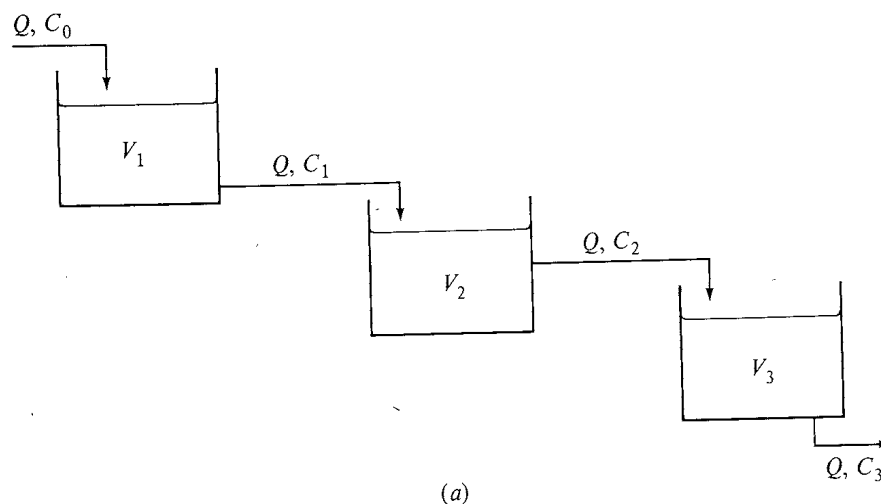 Q, C₀
V₁
Q, C₁
V₂
Q, C₂
V₃
Q, C₃
(a)